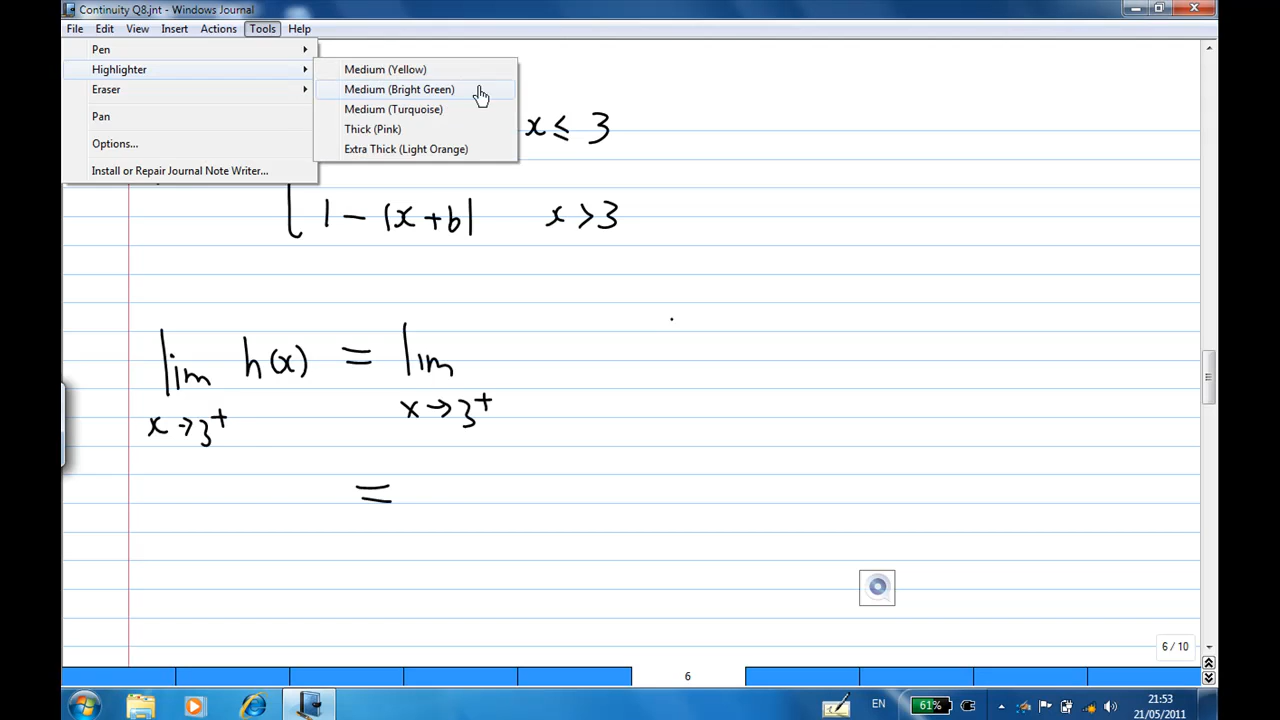 Continuity Q8.jnt - Windows Journal
File Edit View Insert Actions Tools Help
Pen
Highlighter
Eraser
Pan
Options...
Install or Repair Journal Note Writer...
Medium (Yellow)
Medium (Bright Green)
Medium (Turquoise)
Thick (Pink)
Extra Thick (Light Orange)
x ≤ 3
1 - |x+b| x > 3
lim h(x) = lim
x→3⁺ x→3⁺
=
6 / 10
6
EN 61% 21:53
21/05/2011